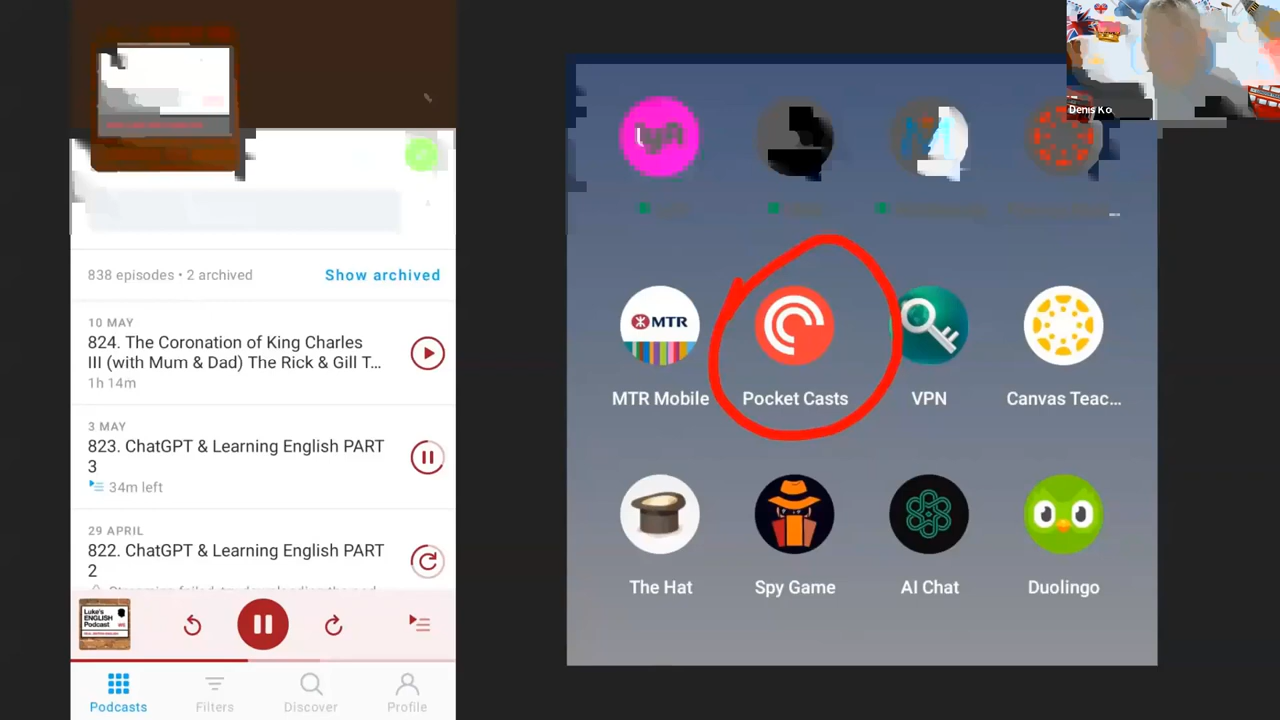 Denis Ko
838 episodes • 2 archived
Show archived
10 MAY
824. The Coronation of King Charles
III (with Mum & Dad) The Rick & Gill T...
1h 14m
3 MAY
823. ChatGPT & Learning English PART
3
34m left
29 APRIL
822. ChatGPT & Learning English PART
2
Luke's
ENGLISH
Podcast
Podcasts
Filters
Discover
Profile
MTR
MTR Mobile
Pocket Casts
VPN
Canvas Teac...
The Hat
Spy Game
AI Chat
Duolingo